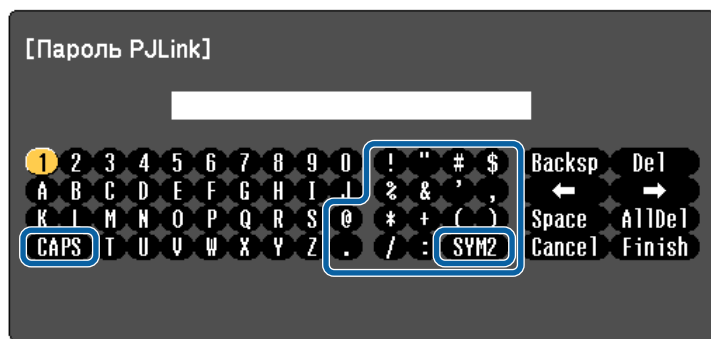 [Пароль PJLink]
1 2 3 4 5 6 7 8 9 0 ! " # $ Backsp Del
A B C D E F G H I J % & ' , ← →
K L M N O P Q R S @ * + ( ) Space AllDel
CAPS T U V W X Y Z . / : SYM2 Cancel Finish